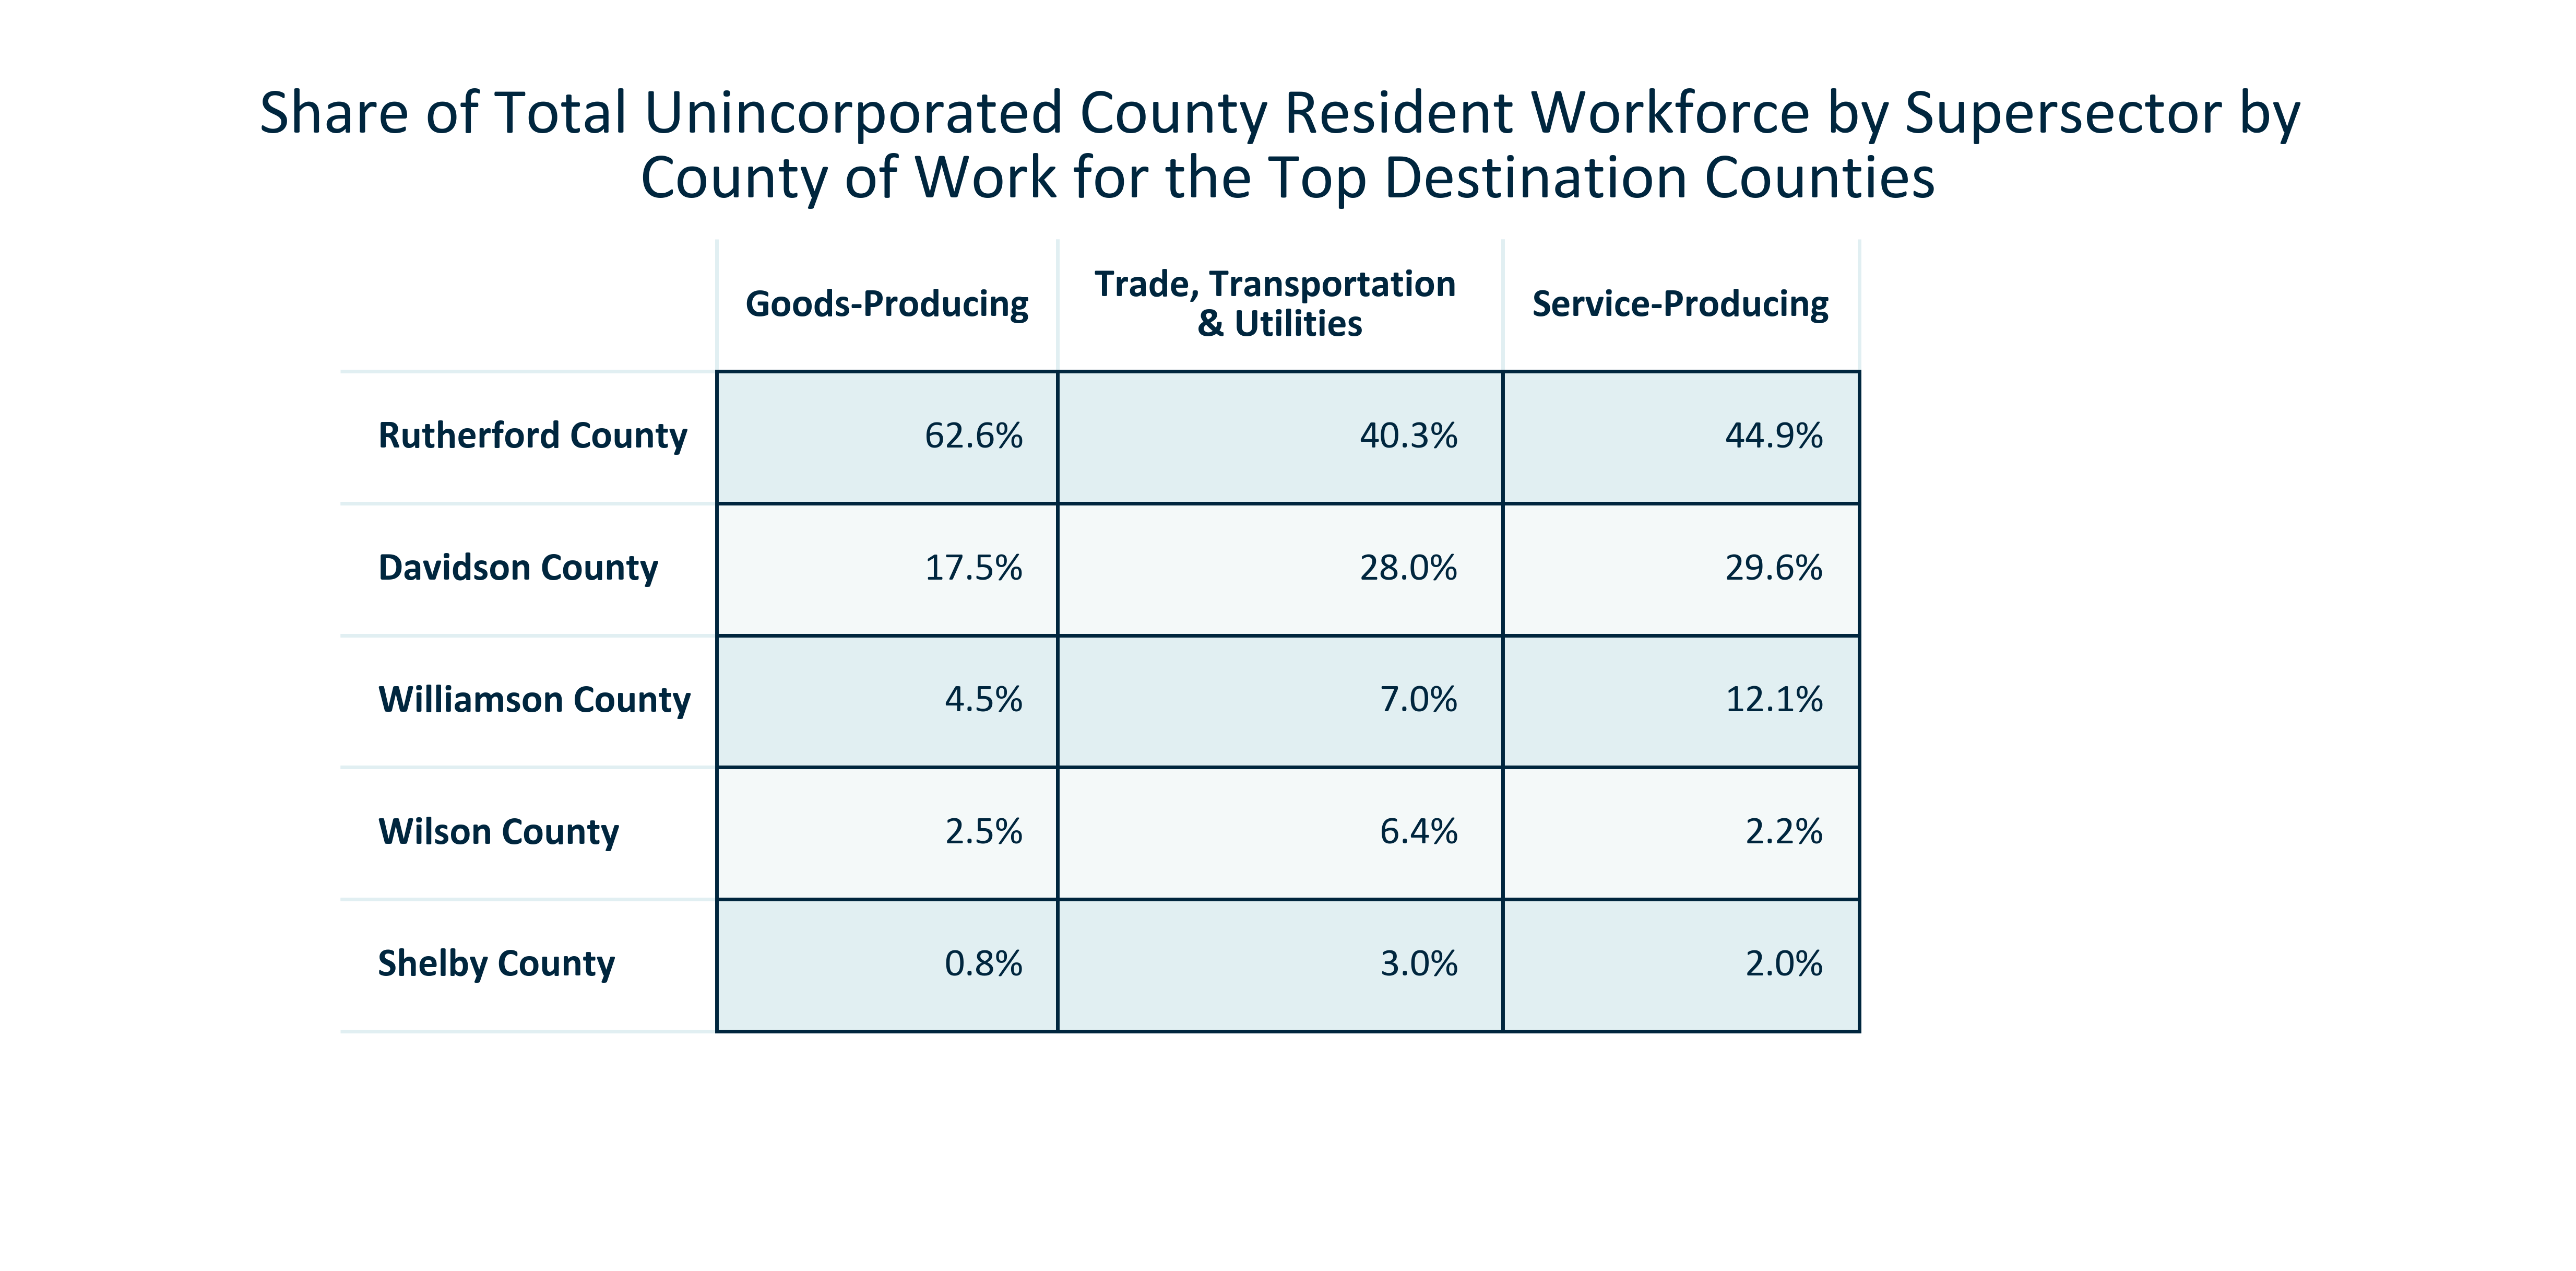 Share of Total Unincorporated County Resident Workforce by Supersector by
County of Work for the Top Destination Counties
Goods-Producing
Trade, Transportation
& Utilities
Service-Producing
Rutherford County 62.6% 40.3% 44.9%
Davidson County 17.5% 28.0% 29.6%
Williamson County 4.5% 7.0% 12.1%
Wilson County 2.5% 6.4% 2.2%
Shelby County 0.8% 3.0% 2.0%